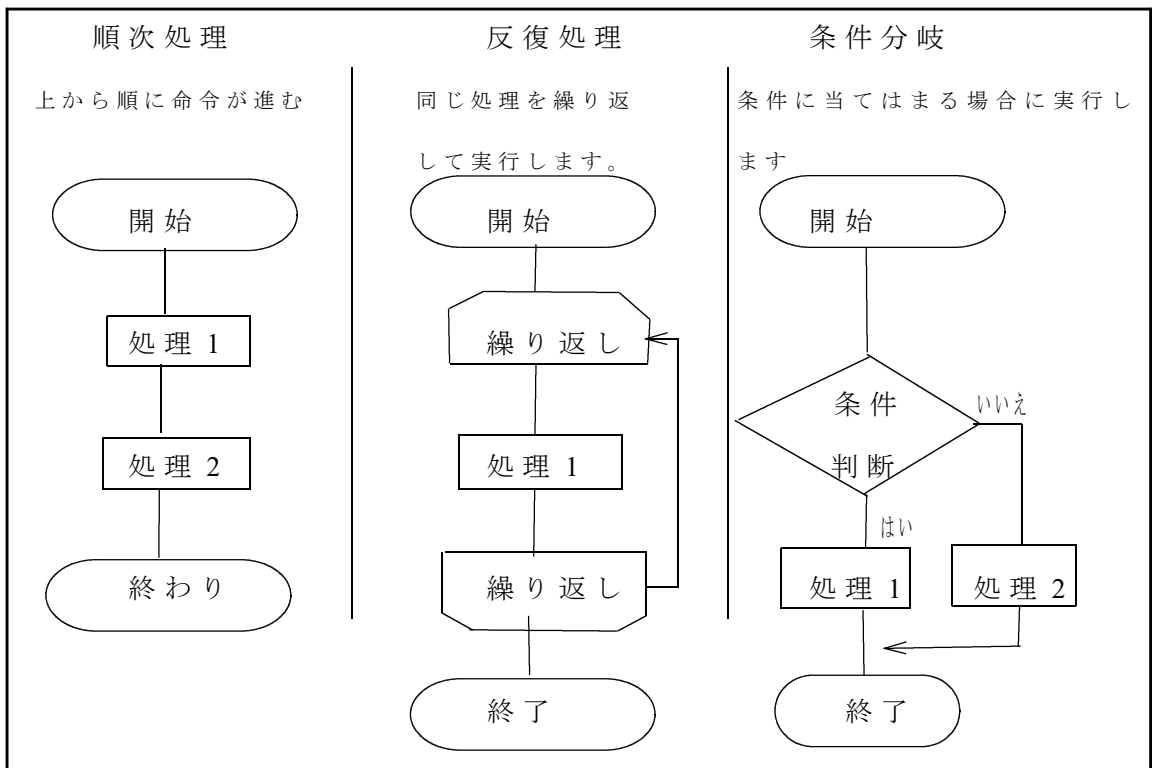 順次処理
上から順に命令が進む
開始
処理1
処理2
終わり
反復処理
同じ処理を繰り返
して実行します。
開始
繰り返し
処理1
繰り返し
終了
条件分岐
条件に当てはまる場合に実行し
ます
開始
条件
判断
いいえ
はい
処理1
処理2
終了